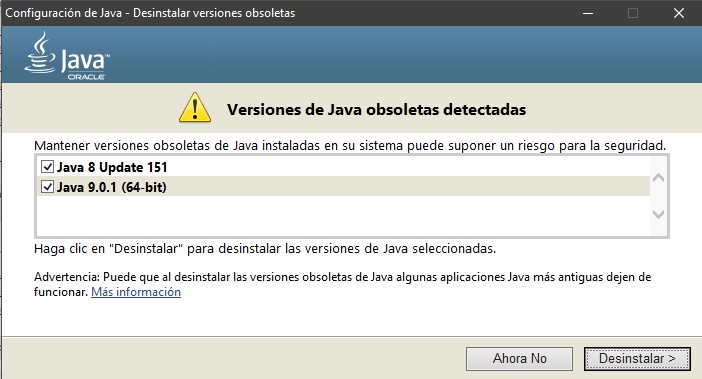 Configuración de Java - Desinstalar versiones obsoletas
Java™
ORACLE
Versiones de Java obsoletas detectadas
Mantener versiones obsoletas de Java instaladas en su sistema puede suponer un riesgo para la seguridad.
Java 8 Update 151
Java 9.0.1 (64-bit)
Haga clic en "Desinstalar" para desinstalar las versiones de Java seleccionadas.
Advertencia: Puede que al desinstalar las versiones obsoletas de Java algunas aplicaciones Java más antiguas dejen de
funcionar. Más información
Ahora No
Desinstalar >